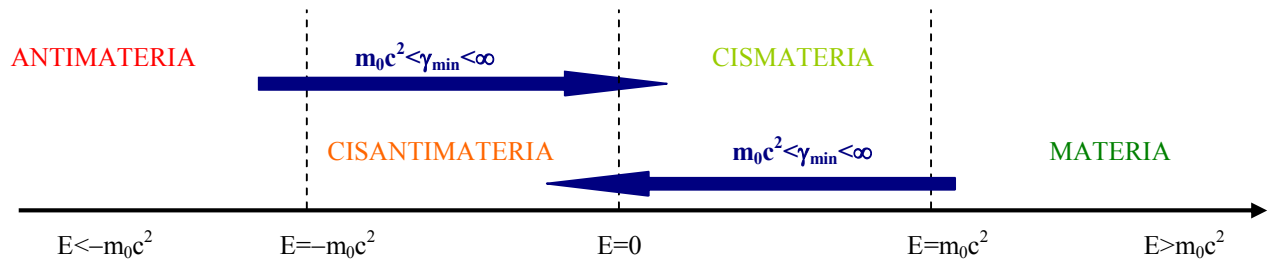 ANTIMATERIA m₀c²<γmin<∞ CISMATERIA
CISANTIMATERIA m₀c²<γmin<∞ MATERIA
E<−m₀c² E=−m₀c² E=0 E=m₀c² E>m₀c²